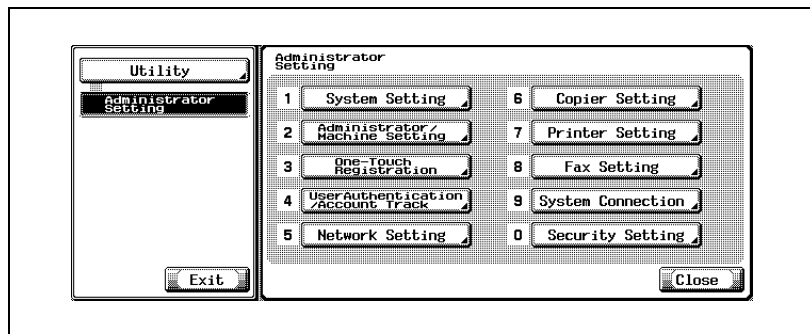 Utility
Administrator
Setting
Exit
Administrator
Setting
1 System Setting
2 Administrator/
Machine Setting
3 One-Touch
Registration
4 UserAuthentication
/Account Track
5 Network Setting
6 Copier Setting
7 Printer Setting
8 Fax Setting
9 System Connection
0 Security Setting
Close